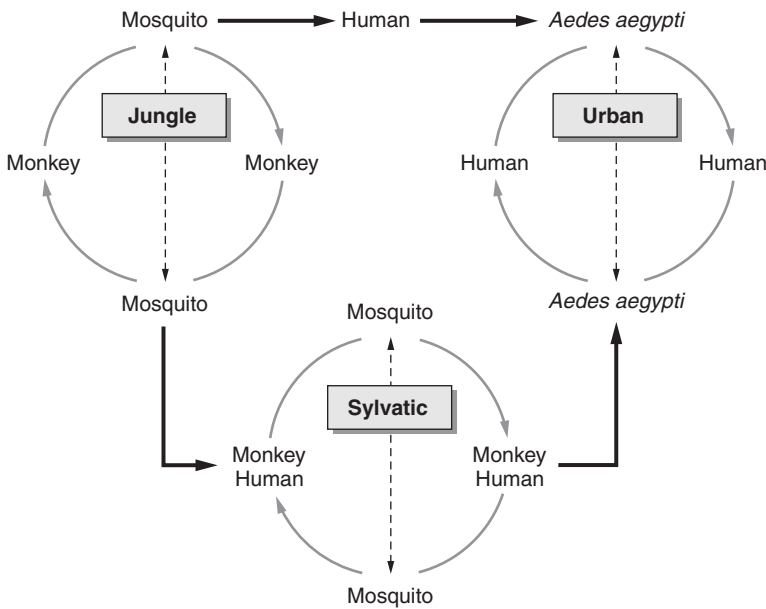 Mosquito Human Aedes aegypti
Jungle Urban
Monkey Monkey Human Human
Mosquito Aedes aegypti
Mosquito
Sylvatic
Monkey Monkey
Human Human
Mosquito